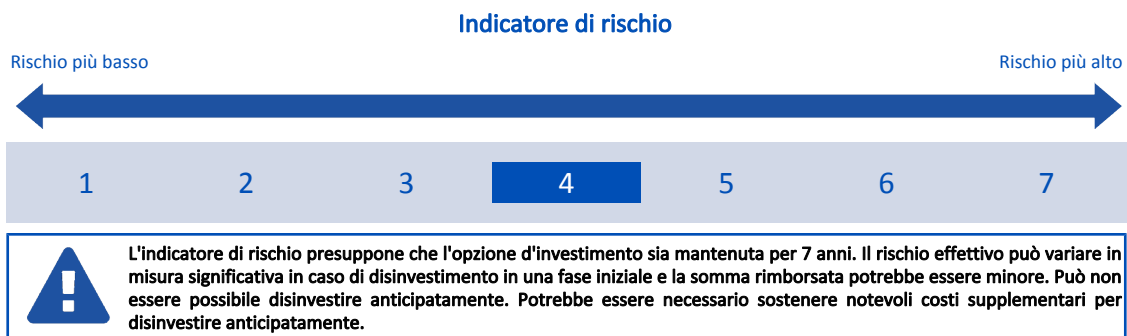 Indicatore di rischio
Rischio più basso
Rischio più alto
1 2 3 4 5 6 7
L'indicatore di rischio presuppone che l'opzione d'investimento sia mantenuta per 7 anni. Il rischio effettivo può variare in
misura significativa in caso di disinvestimento in una fase iniziale e la somma rimborsata potrebbe essere minore. Può non
essere possibile disinvestire anticipatamente. Potrebbe essere necessario sostenere notevoli costi supplementari per
disinvestire anticipatamente.